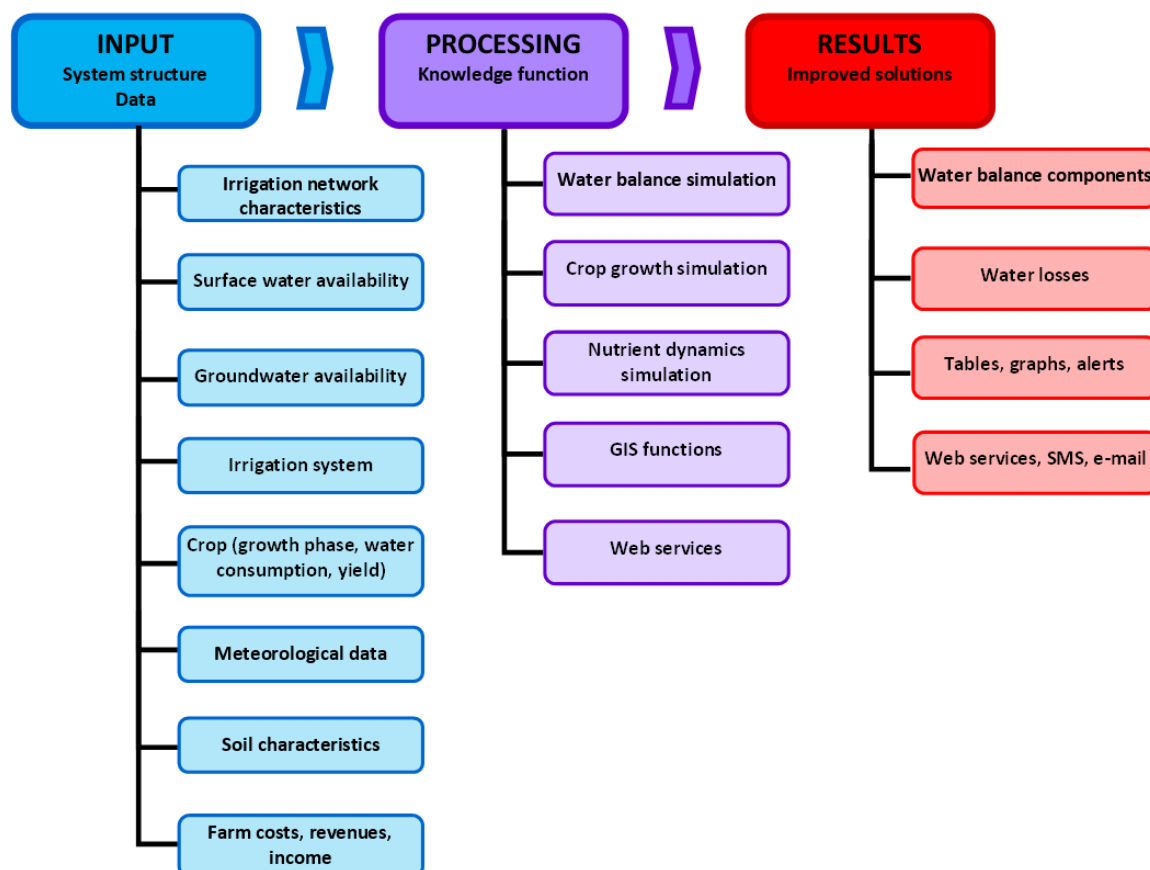 INPUT
System structure
Data
PROCESSING
Knowledge function
RESULTS
Improved solutions
Irrigation network
characteristics
Surface water availability
Groundwater availability
Irrigation system
Crop (growth phase, water
consumption, yield)
Meteorological data
Soil characteristics
Farm costs, revenues,
income
Water balance simulation
Crop growth simulation
Nutrient dynamics
simulation
GIS functions
Web services
Water balance components
Water losses
Tables, graphs, alerts
Web services, SMS, e-mail